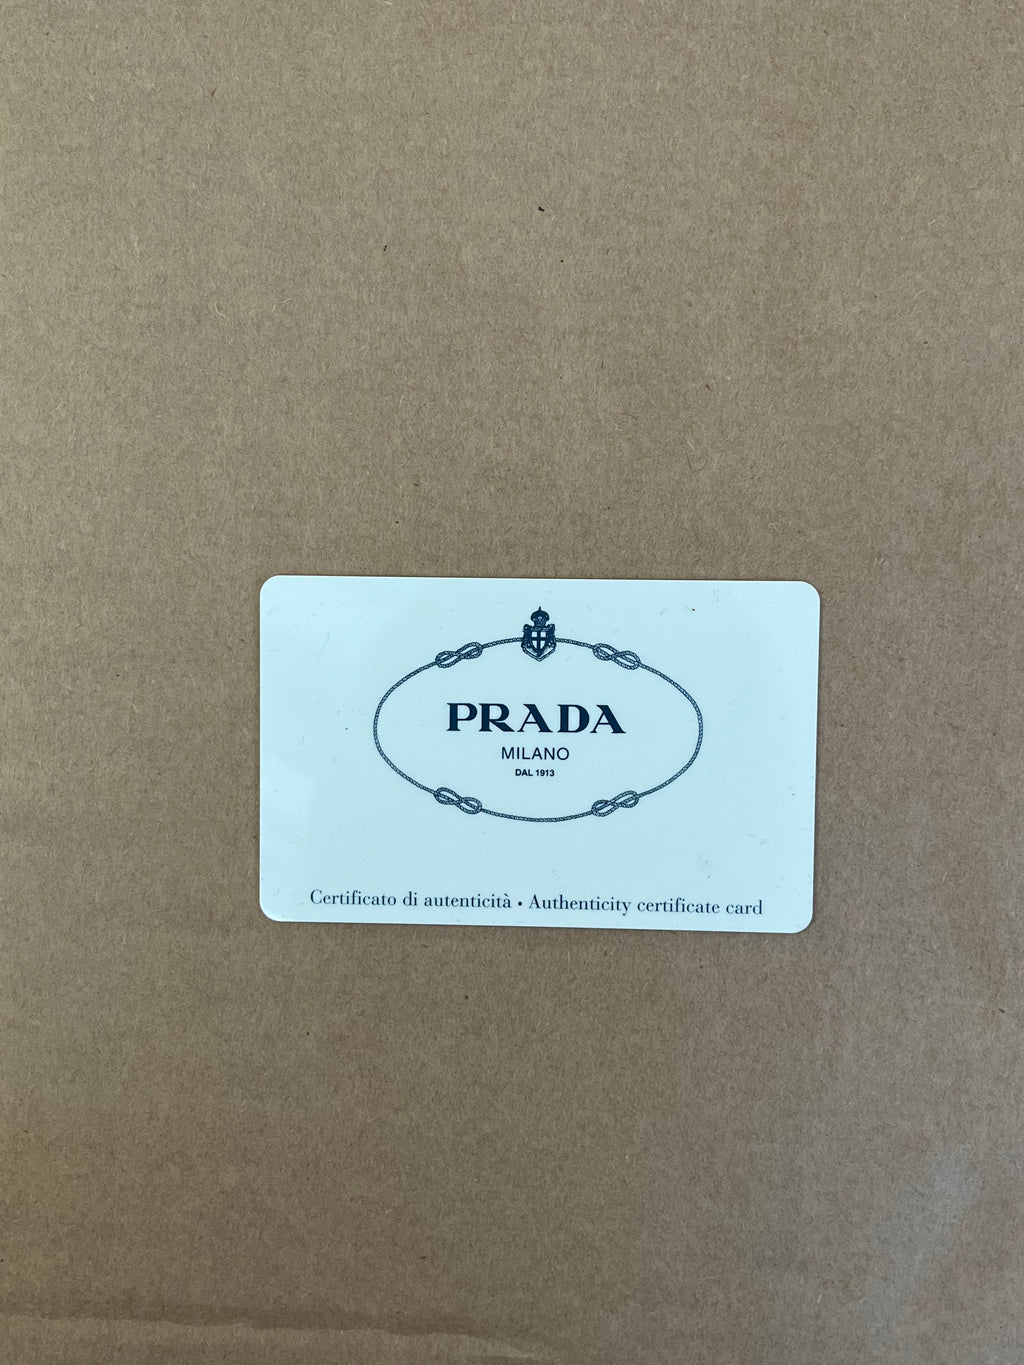 PRADA
MILANO
DAL 1913
Certificato di autenticità • Authenticity certificate card